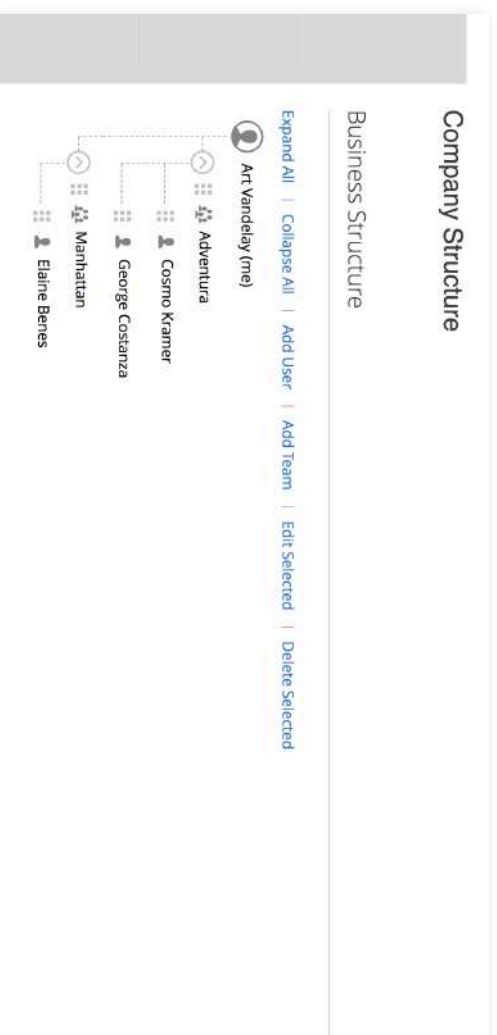 Company Structure
Business Structure
Expand All | Collapse All | Add User | Add Team | Edit Selected | Delete Selected
Art Vandelay (me)
Adventura
Cosmo Kramer
George Costanza
Manhattan
Elaine Benes